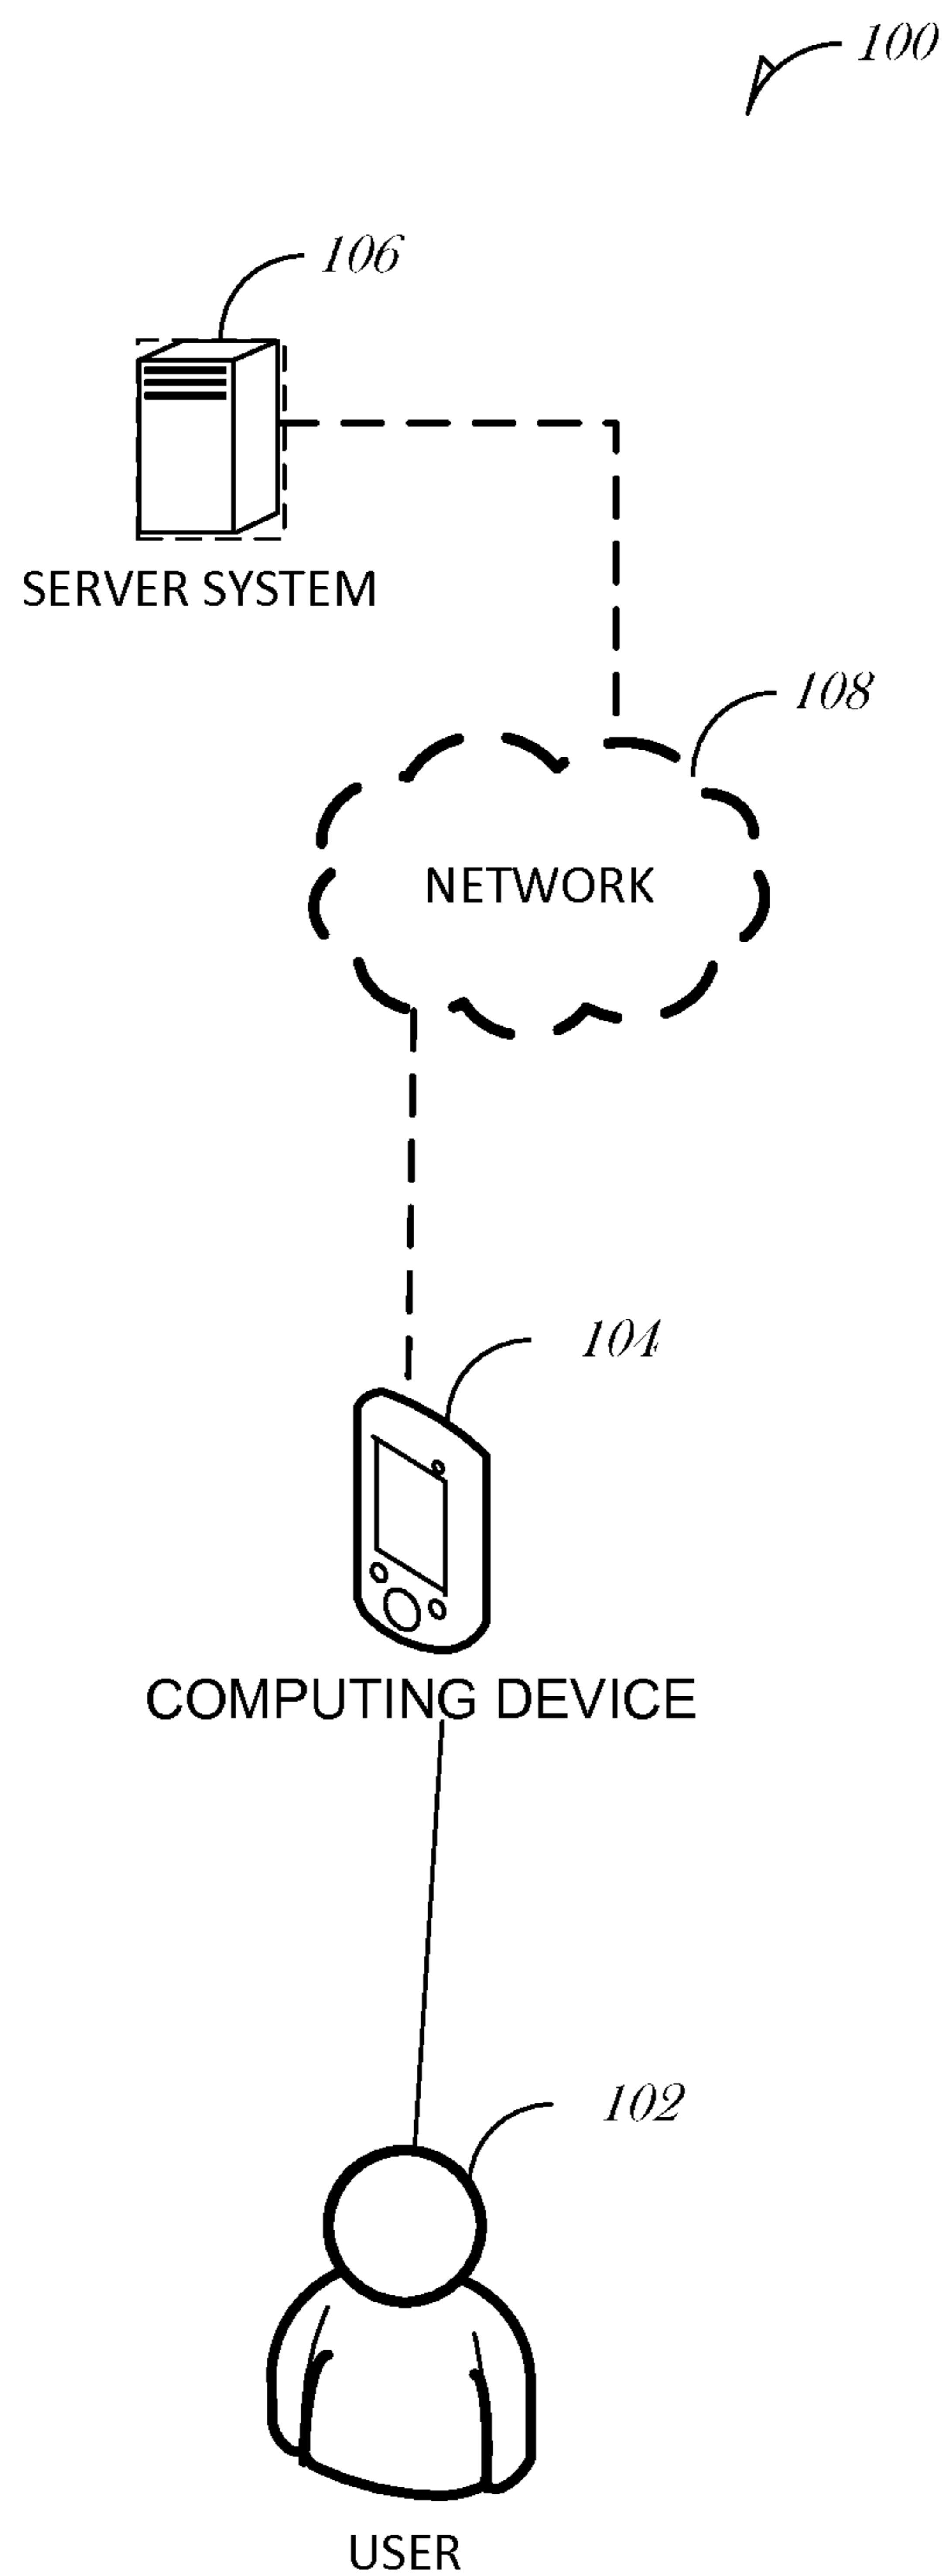 100
106
SERVER SYSTEM
108
NETWORK
104
COMPUTING DEVICE
102
USER